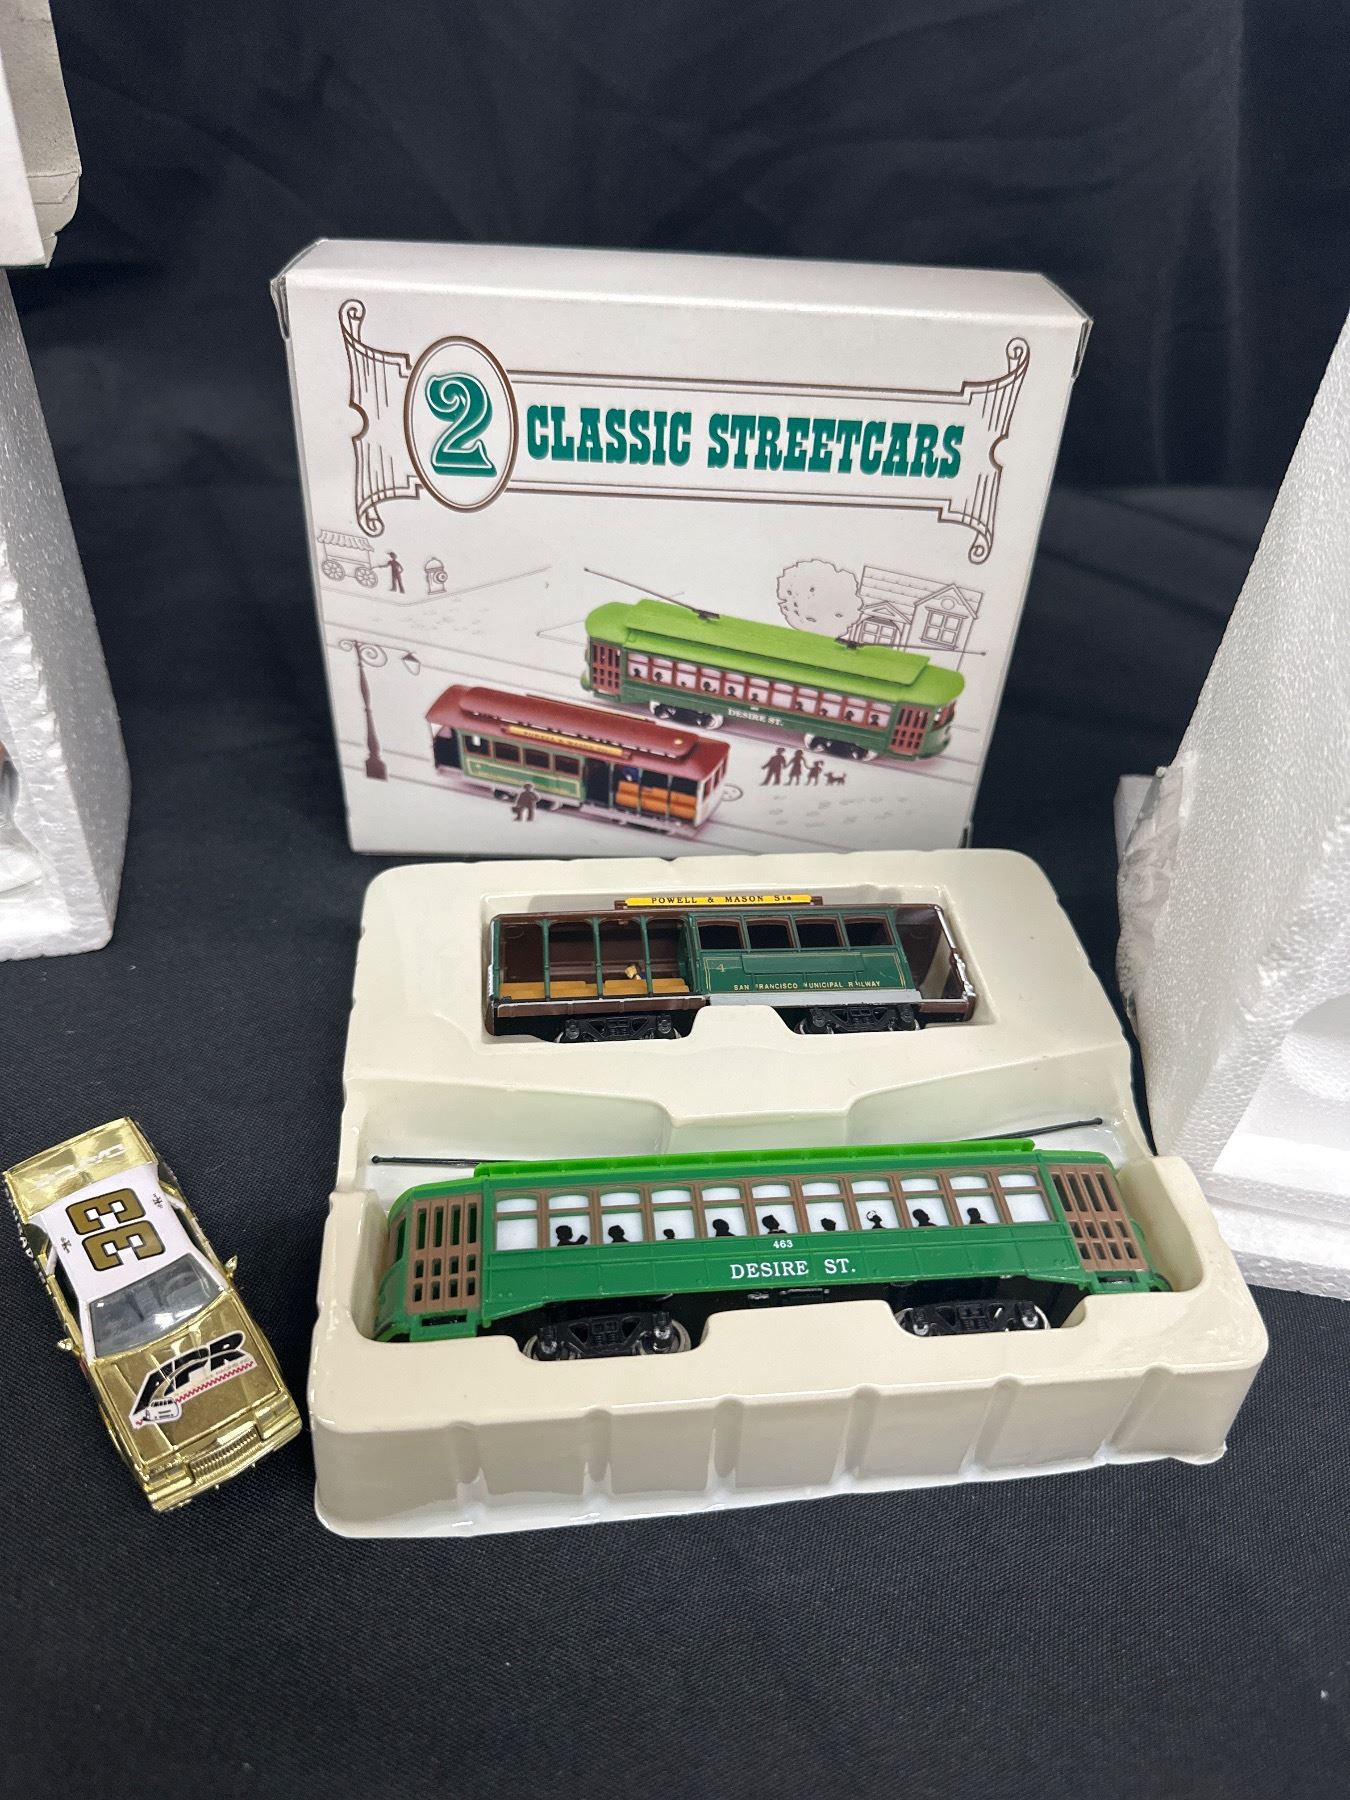 2 CLASSIC STREETCARS
DESIRE ST.
POWELL & MASON Sts
4
SAN FRANCISCO MUNICIPAL RAILWAY
463
DESIRE ST.
33
APR